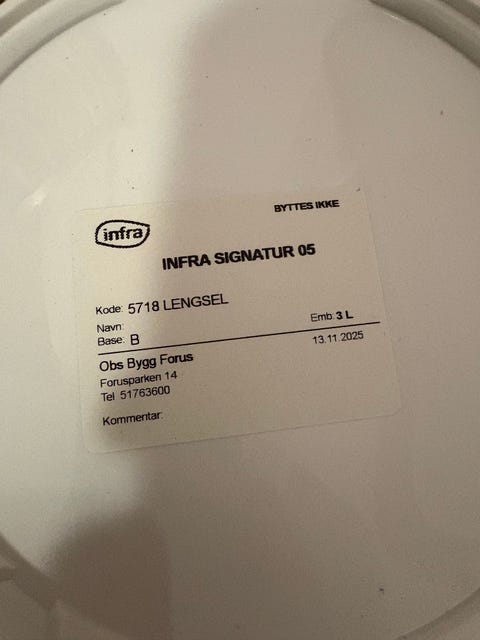 BYTTES IKKE
infra
INFRA SIGNATUR 05
Kode: 5718 LENGSEL
Navn:
Base: B
Emb: 3 L
Obs Bygg Forus
13.11.2025
Forusparken 14
Tel 51763600
Kommentar: